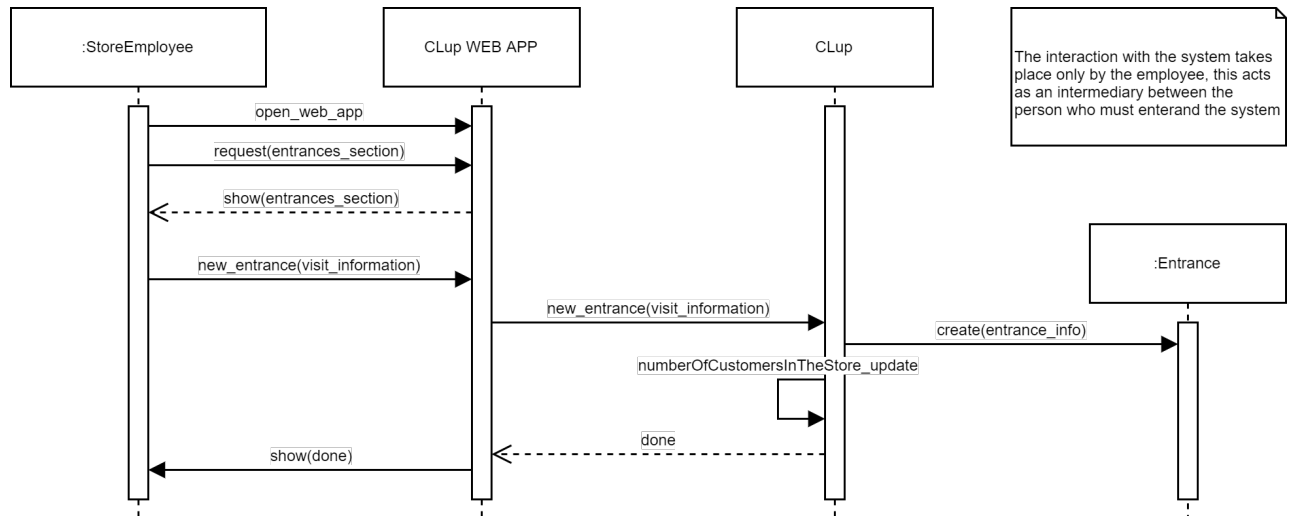 :StoreEmployee
CLup WEB APP
CLup
The interaction with the system takes
place only by the employee, this acts
as an intermediary between the
person who must enterand the system
open_web_app
request(entrances_section)
show(entrances_section)
:Entrance
new_entrance(visit_information)
new_entrance(visit_information)
create(entrance_info)
numberOfCustomersInTheStore_update
done
show(done)